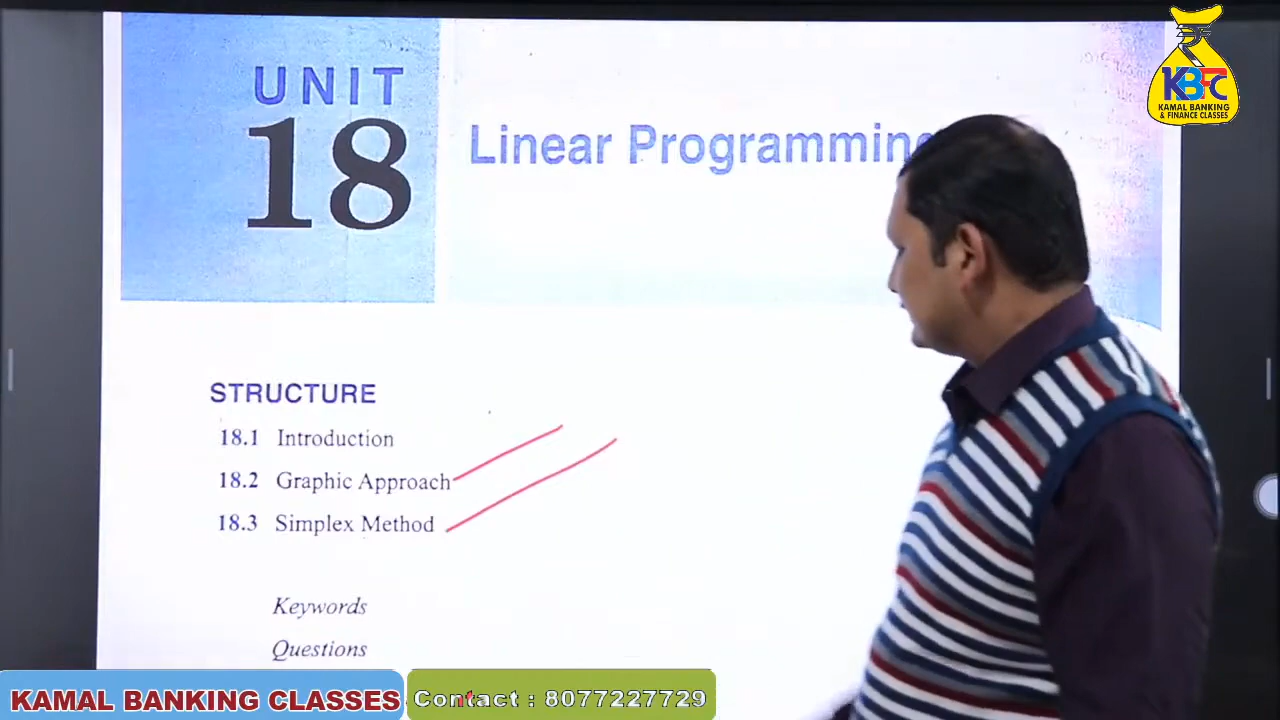 UNIT
18
Linear Programming
KBFC
KAMAL BANKING
& FINANCE CLASSES
STRUCTURE
18.1 Introduction
18.2 Graphic Approach
18.3 Simplex Method
Keywords
Questions
KAMAL BANKING CLASSES
Contact : 8077227729